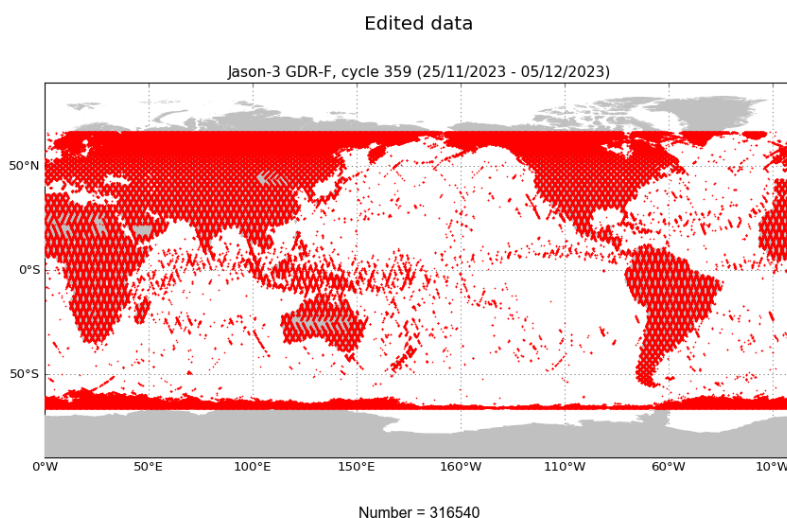 Edited data
Jason-3 GDR-F, cycle 359 (25/11/2023 - 05/12/2023)
50°N
0°S
50°S
0°W 50°E 100°E 150°E 160°W 110°W 60°W 10°W
Number = 316540